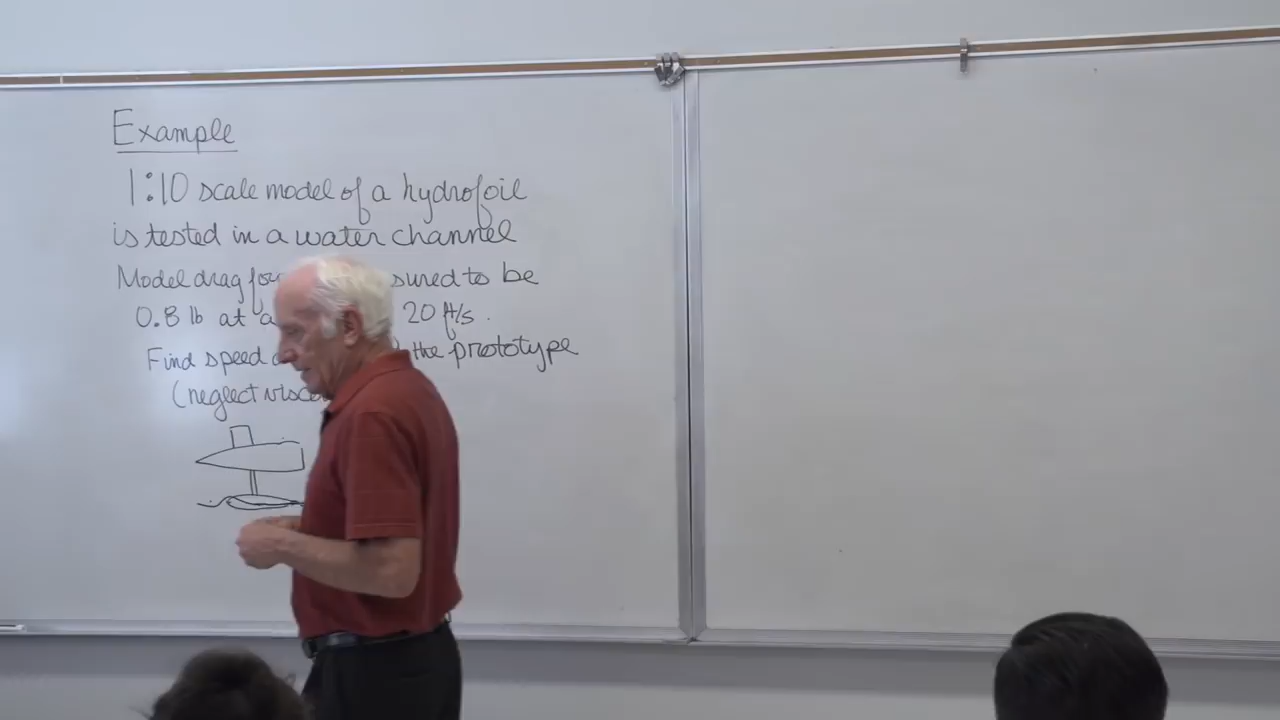 Example
1:10 scale model of a hydrofoil
is tested in a water channel
Model drag to be
0.8 lb at a 20 ft/s.
Find speed the prototype
(neglect